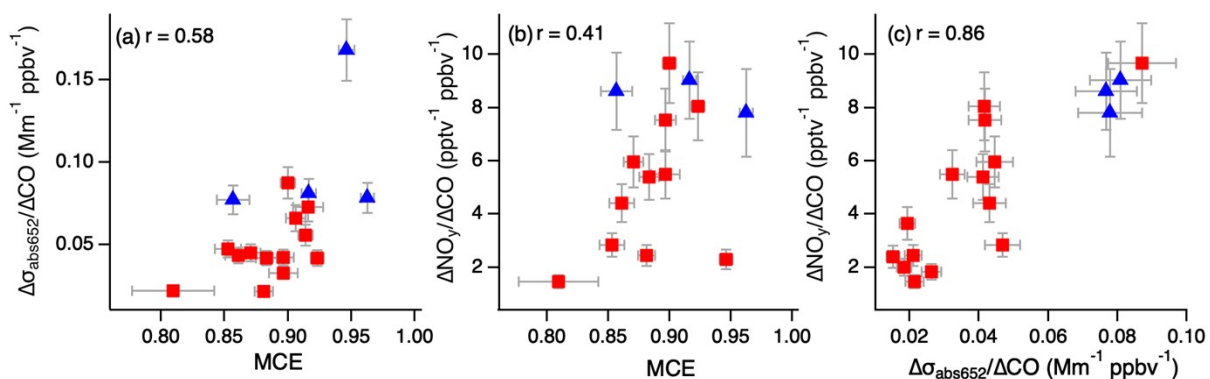 (a) r = 0.58
Δσabs652/ΔCO (Mm⁻¹ ppbv⁻¹)
0.15
0.10
0.05
0.80 0.85 0.90 0.95 1.00
MCE
(b) r = 0.41
ΔNOy/ΔCO (pptv⁻¹ ppbv⁻¹)
10
8
6
4
2
0.80 0.85 0.90 0.95 1.00
MCE
(c) r = 0.86
ΔNOy/ΔCO (pptv⁻¹ ppbv⁻¹)
10
8
6
4
2
0.02 0.04 0.06 0.08 0.10
Δσabs652/ΔCO (Mm⁻¹ ppbv⁻¹)